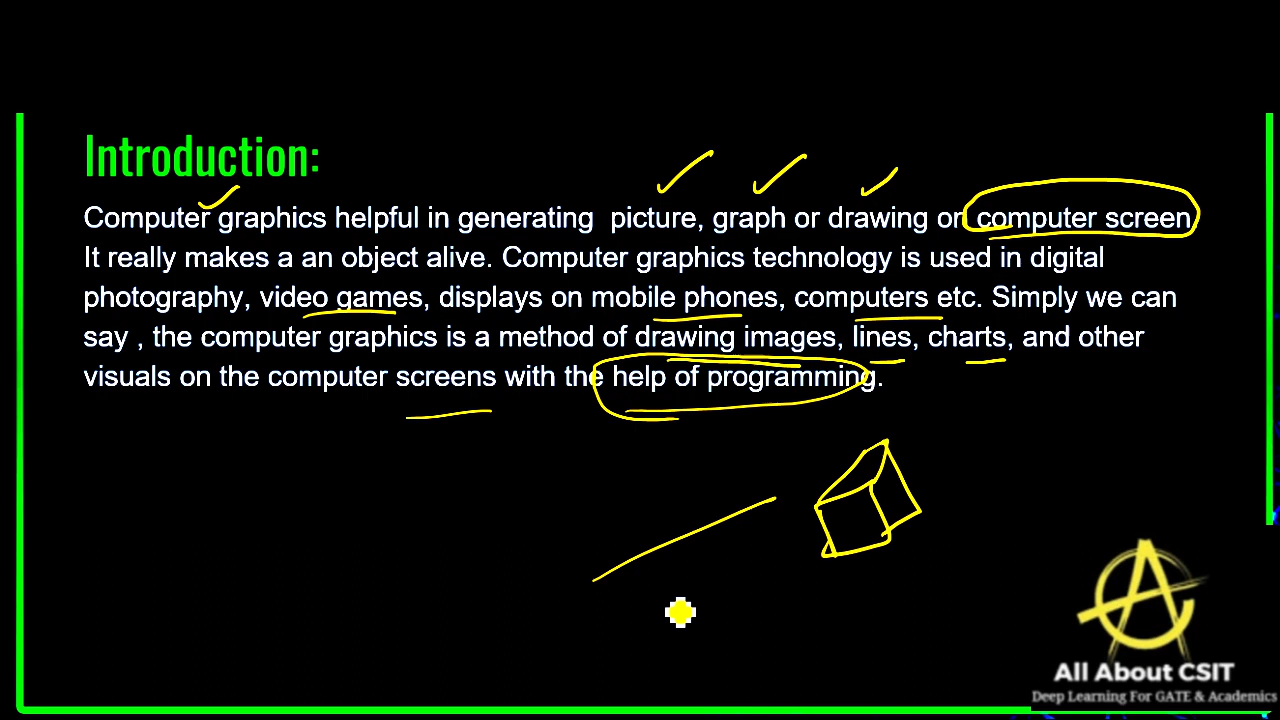 Introduction:
Computer graphics helpful in generating  picture, graph or drawing on computer screen.
It really makes a an object alive. Computer graphics technology is used in digital
photography, video games, displays on mobile phones, computers etc. Simply we can
say , the computer graphics is a method of drawing images, lines, charts, and other
visuals on the computer screens with the help of programming.
All About CSIT
Deep Learning For GATE & Academics